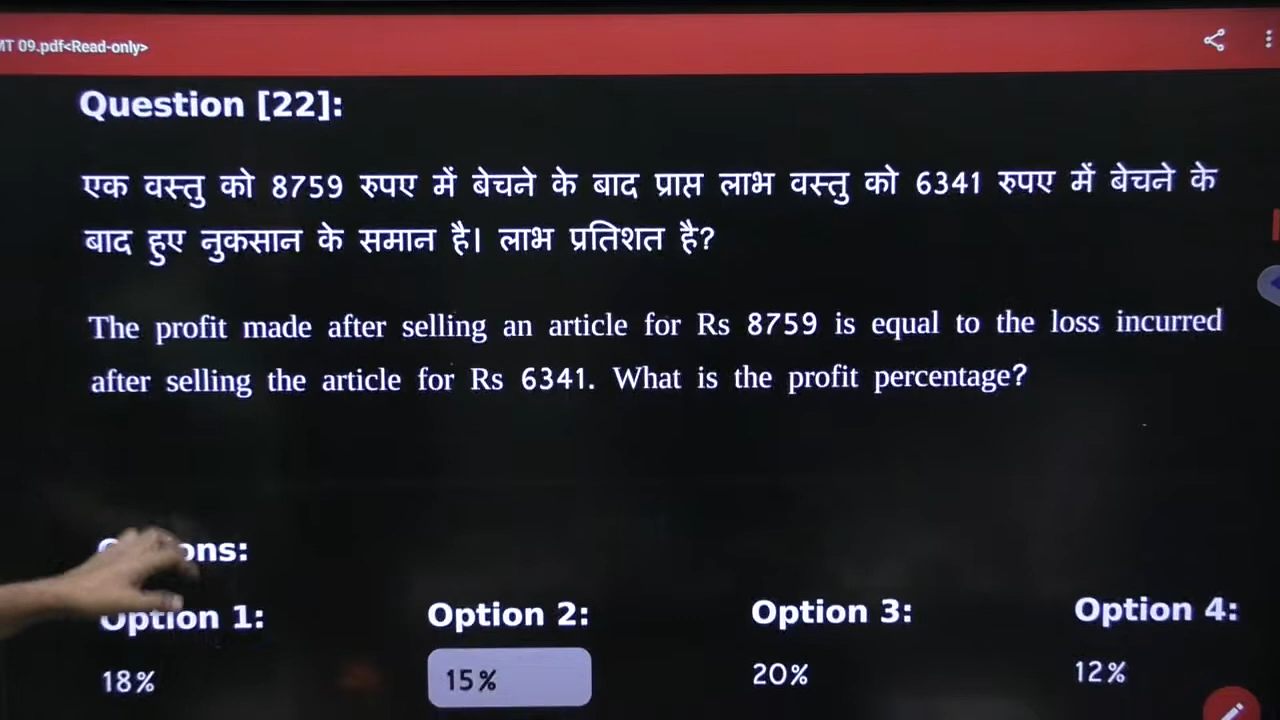 MT 09.pdf<Read-only>
Question [22]:
एक वस्तु को 8759 रुपए में बेचने के बाद प्राप्त लाभ वस्तु को 6341 रुपए में बेचने के
बाद हुए नुकसान के समान है। लाभ प्रतिशत है?
The profit made after selling an article for Rs 8759 is equal to the loss incurred
after selling the article for Rs 6341. What is the profit percentage?
Option 1: Option 2: Option 3: Option 4:
18% 15% 20% 12%